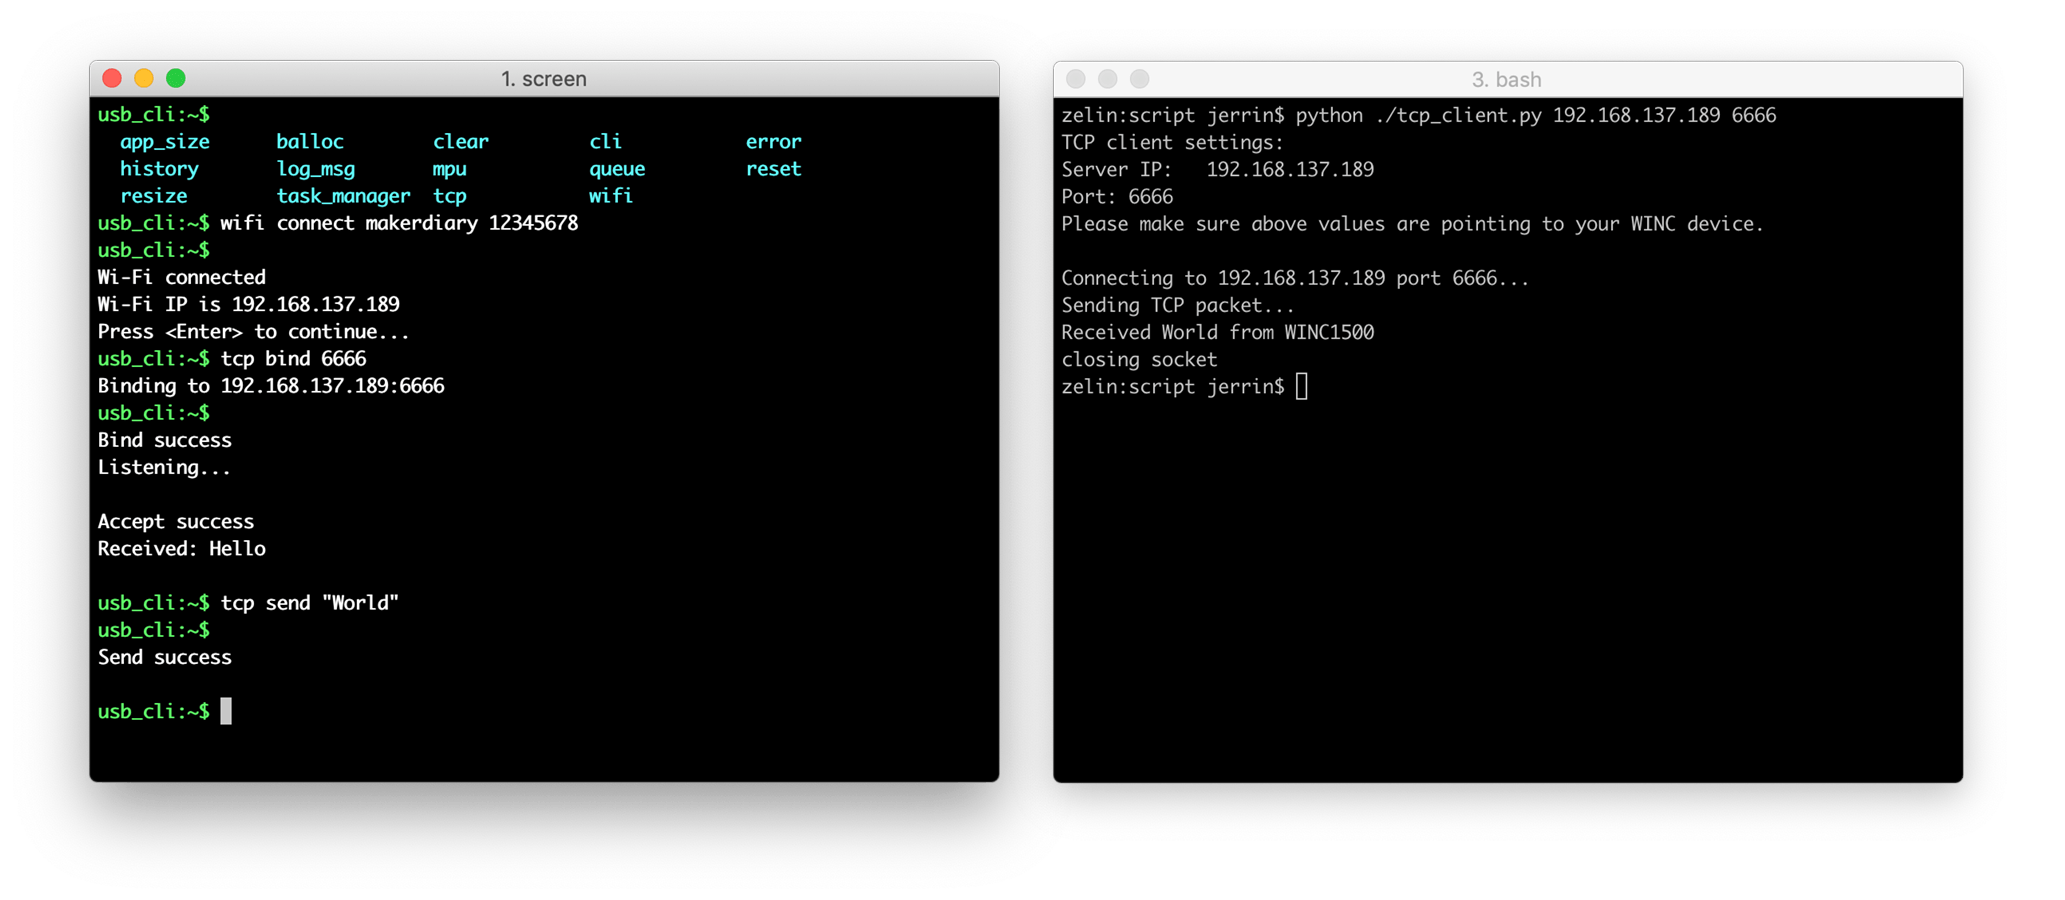 1. screen
usb_cli:~$
app_size balloc clear cli error
history log_msg mpu queue reset
resize task_manager tcp wifi
usb_cli:~$ wifi connect makerdiary 12345678
usb_cli:~$
Wi-Fi connected
Wi-Fi IP is 192.168.137.189
Press <Enter> to continue...
usb_cli:~$ tcp bind 6666
Binding to 192.168.137.189:6666
usb_cli:~$
Bind success
Listening...
Accept success
Received: Hello
usb_cli:~$ tcp send "World"
usb_cli:~$
Send success
usb_cli:~$
3. bash
zelin:script jerrin$ python ./tcp_client.py 192.168.137.189 6666
TCP client settings:
Server IP: 192.168.137.189
Port: 6666
Please make sure above values are pointing to your WINC device.
Connecting to 192.168.137.189 port 6666...
Sending TCP packet...
Received World from WINC1500
closing socket
zelin:script jerrin$